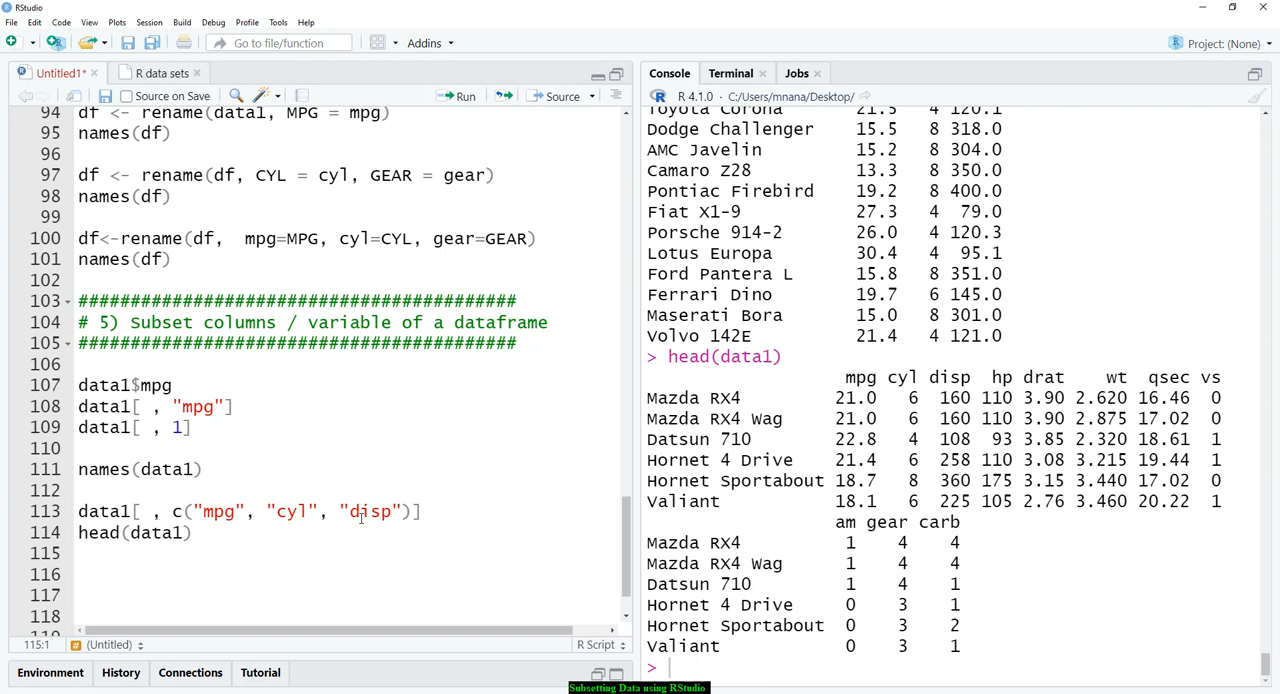 RStudio
File Edit Code View Plots Session Build Debug Profile Tools Help
Go to file/function Addins Project: (None)
Untitled1* R data sets
Source on Save Run Source
94 df <- rename(data1, MPG = mpg)
95 names(df)
96
97 df <- rename(df, CYL = cyl, GEAR = gear)
98 names(df)
99
100 df<-rename(df,  mpg=MPG, cyl=CYL, gear=GEAR)
101 names(df)
102
103 ##########################################
104 # 5) Subset columns / variable of a dataframe
105 ##########################################
106
107 data1$mpg
108 data1[ , "mpg"]
109 data1[ , 1]
110
111 names(data1)
112
113 data1[ , c("mpg", "cyl", "disp")]
114 head(data1)
115
116
117
118
115:1 (Untitled) R Script
Environment History Connections Tutorial
Console Terminal Jobs
R 4.1.0 · C:/Users/mnana/Desktop/
Toyota Corona 21.5 4 120.1
Dodge Challenger 15.5 8 318.0
AMC Javelin 15.2 8 304.0
Camaro Z28 13.3 8 350.0
Pontiac Firebird 19.2 8 400.0
Fiat X1-9 27.3 4 79.0
Porsche 914-2 26.0 4 120.3
Lotus Europa 30.4 4 95.1
Ford Pantera L 15.8 8 351.0
Ferrari Dino 19.7 6 145.0
Maserati Bora 15.0 8 301.0
Volvo 142E 21.4 4 121.0
> head(data1)
mpg cyl disp hp drat wt qsec vs
Mazda RX4 21.0 6 160 110 3.90 2.620 16.46 0
Mazda RX4 Wag 21.0 6 160 110 3.90 2.875 17.02 0
Datsun 710 22.8 4 108 93 3.85 2.320 18.61 1
Hornet 4 Drive 21.4 6 258 110 3.08 3.215 19.44 1
Hornet Sportabout 18.7 8 360 175 3.15 3.440 17.02 0
Valiant 18.1 6 225 105 2.76 3.460 20.22 1
am gear carb
Mazda RX4 1 4 4
Mazda RX4 Wag 1 4 4
Datsun 710 1 4 1
Hornet 4 Drive 0 3 1
Hornet Sportabout 0 3 2
Valiant 0 3 1
>
Subsetting Data using RStudio